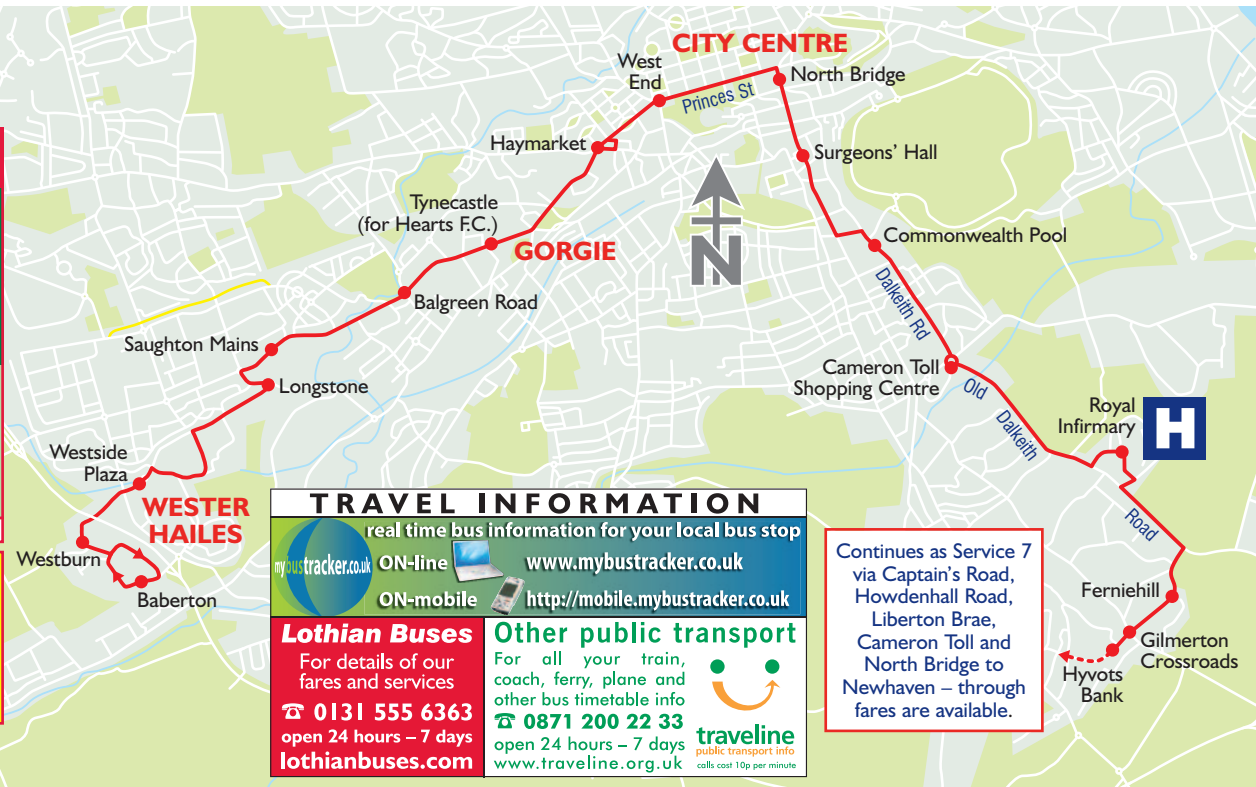 CITY CENTRE
West
End
Princes St
North Bridge
Haymarket
Surgeons' Hall
Tynecastle
(for Hearts F.C.)
GORGIE
N
Commonwealth Pool
Balgreen Road
Dalkeith Rd
Saughton Mains
Longstone
Cameron Toll
Shopping Centre
Old
Dalkeith
Road
Royal
Infirmary
H
Westside
Plaza
WESTER
HAILES
Westburn
Baberton
Ferniehill
Gilmerton
Crossroads
Hyvots
Bank
TRAVEL INFORMATION
real time bus information for your local bus stop
mybustracker.co.uk
ON-line www.mybustracker.co.uk
ON-mobile http://mobile.mybustracker.co.uk
Lothian Buses
For details of our
fares and services
☎ 0131 555 6363
open 24 hours – 7 days
lothianbuses.com
Other public transport
For all your train,
coach, ferry, plane and
other bus timetable info
☎ 0871 200 22 33
open 24 hours – 7 days
www.traveline.org.uk
traveline
public transport info
calls cost 10p per minute
Continues as Service 7
via Captain's Road,
Howdenhall Road,
Liberton Brae,
Cameron Toll and
North Bridge to
Newhaven – through
fares are available.